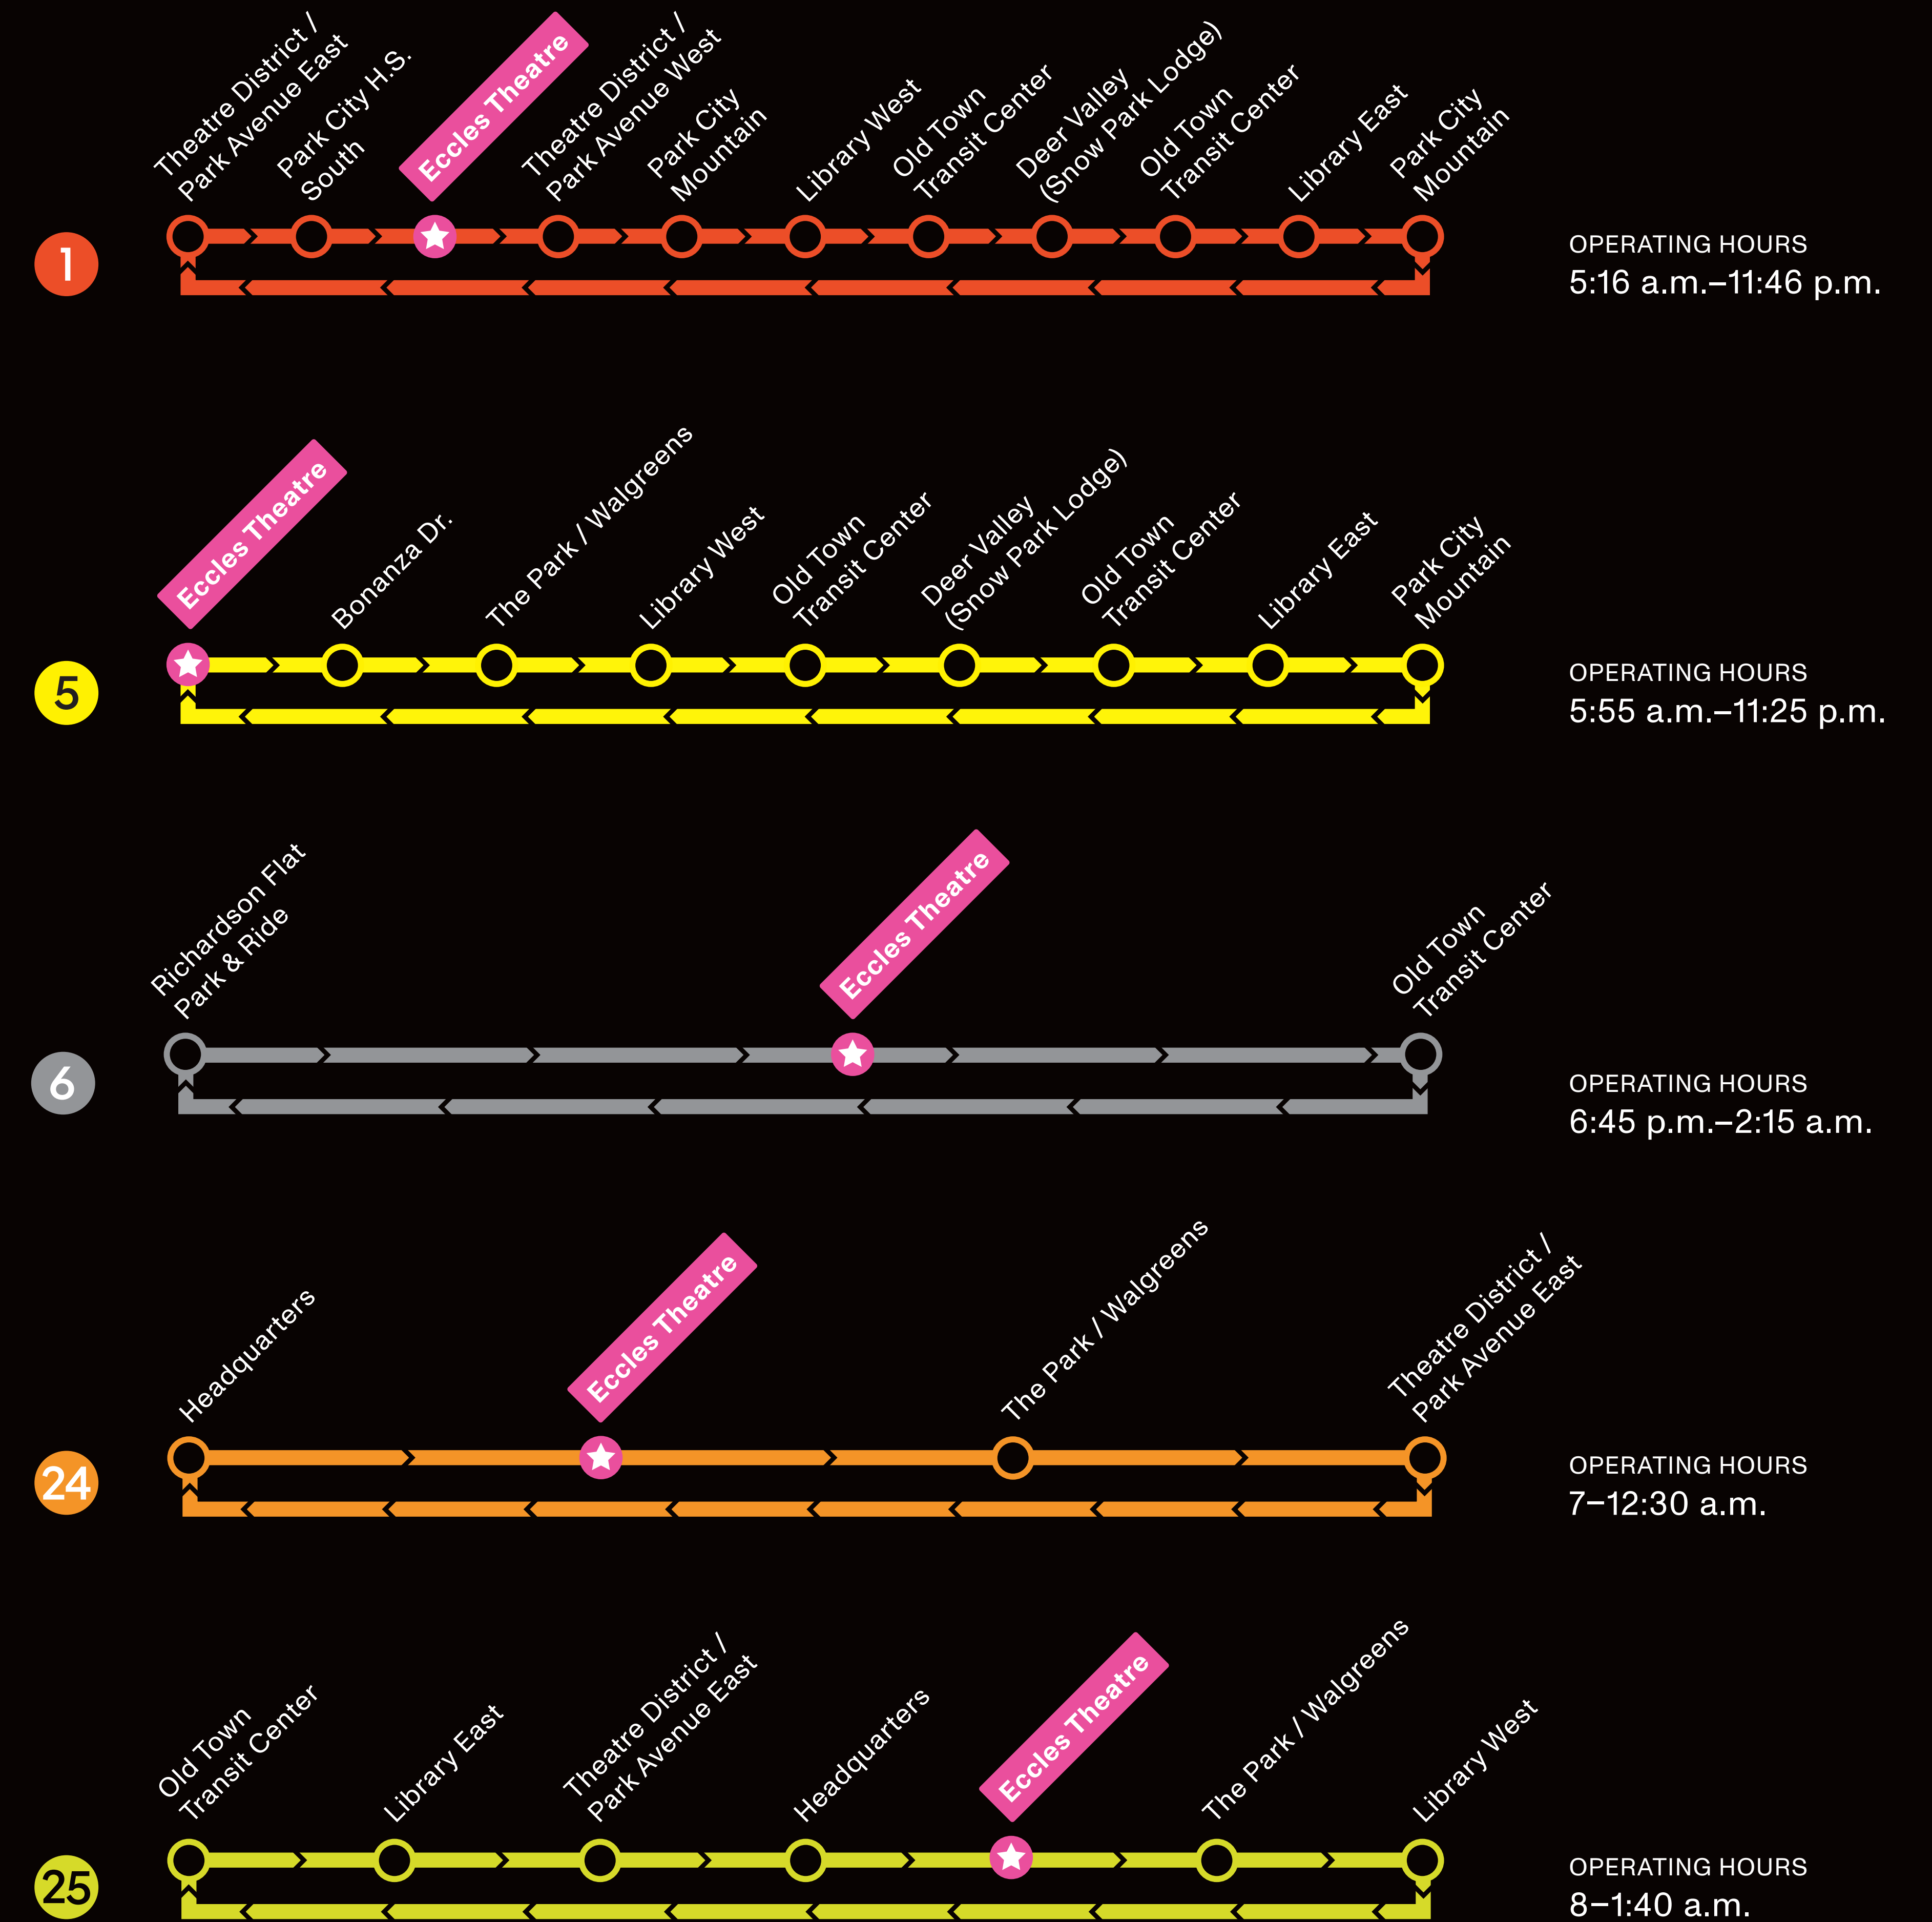 Theatre District /
Park Avenue East
Park City H.S.
South
Eccles Theatre
Theatre District /
Park Avenue West
Park City
Mountain
Library West
Old Town
Transit Center
Deer Valley
(Snow Park Lodge)
Old Town
Transit Center
Library East
Park City
Mountain
1
OPERATING HOURS
5:16 a.m.–11:46 p.m.
Eccles Theatre
Bonanza Dr.
The Park / Walgreens
Library West
Old Town
Transit Center
Deer Valley
(Snow Park Lodge)
Old Town
Transit Center
Library East
Park City
Mountain
5
OPERATING HOURS
5:55 a.m.–11:25 p.m.
Richardson Flat
Park & Ride
Eccles Theatre
Old Town
Transit Center
6
OPERATING HOURS
6:45 p.m.–2:15 a.m.
Headquarters
Eccles Theatre
The Park / Walgreens
Theatre District /
Park Avenue East
24
OPERATING HOURS
7–12:30 a.m.
Old Town
Transit Center
Library East
Theatre District /
Park Avenue East
Headquarters
Eccles Theatre
The Park / Walgreens
Library West
25
OPERATING HOURS
8–1:40 a.m.